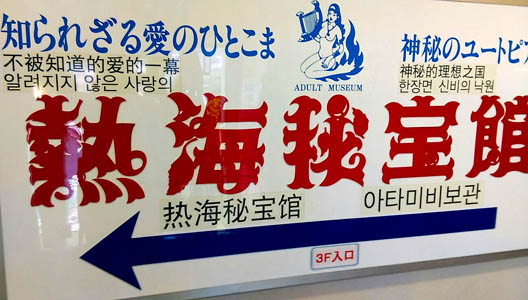 知られざる愛のひとこま
不被知道的爱的一幕
알려지지 않은 사랑의
ADULT MUSEUM
神秘のユートピア
神秘的理想之国
한장면 신비의 낙원
熱海秘宝館
热海秘宝馆
아타미비보관
3F入口